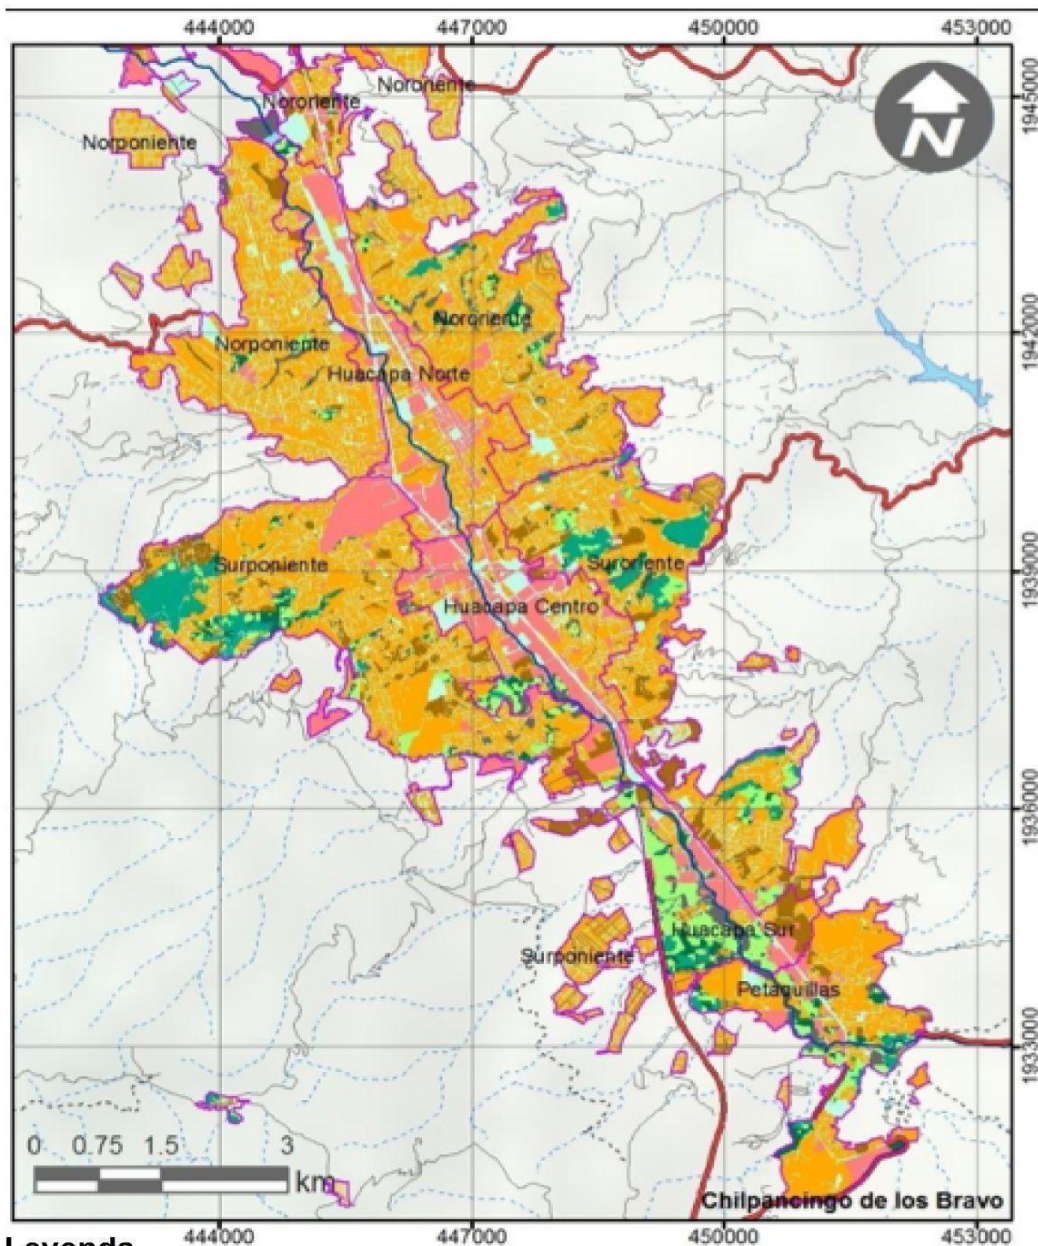 444000 447000 450000 453000
Nororiente
1945000
Nororiente
N
Norponiente
Nororiente
1942000
Norponiente
Huacapa Norte
Surponiente
Suroriente
1939000
Huacapa Centro
1936000
Huacapa Sur
Surponiente
Petaquillas
1933000
0 0.75 1.5 3
km
Chilpancingo de los Bravo
444000 447000 450000 453000
Leyenda